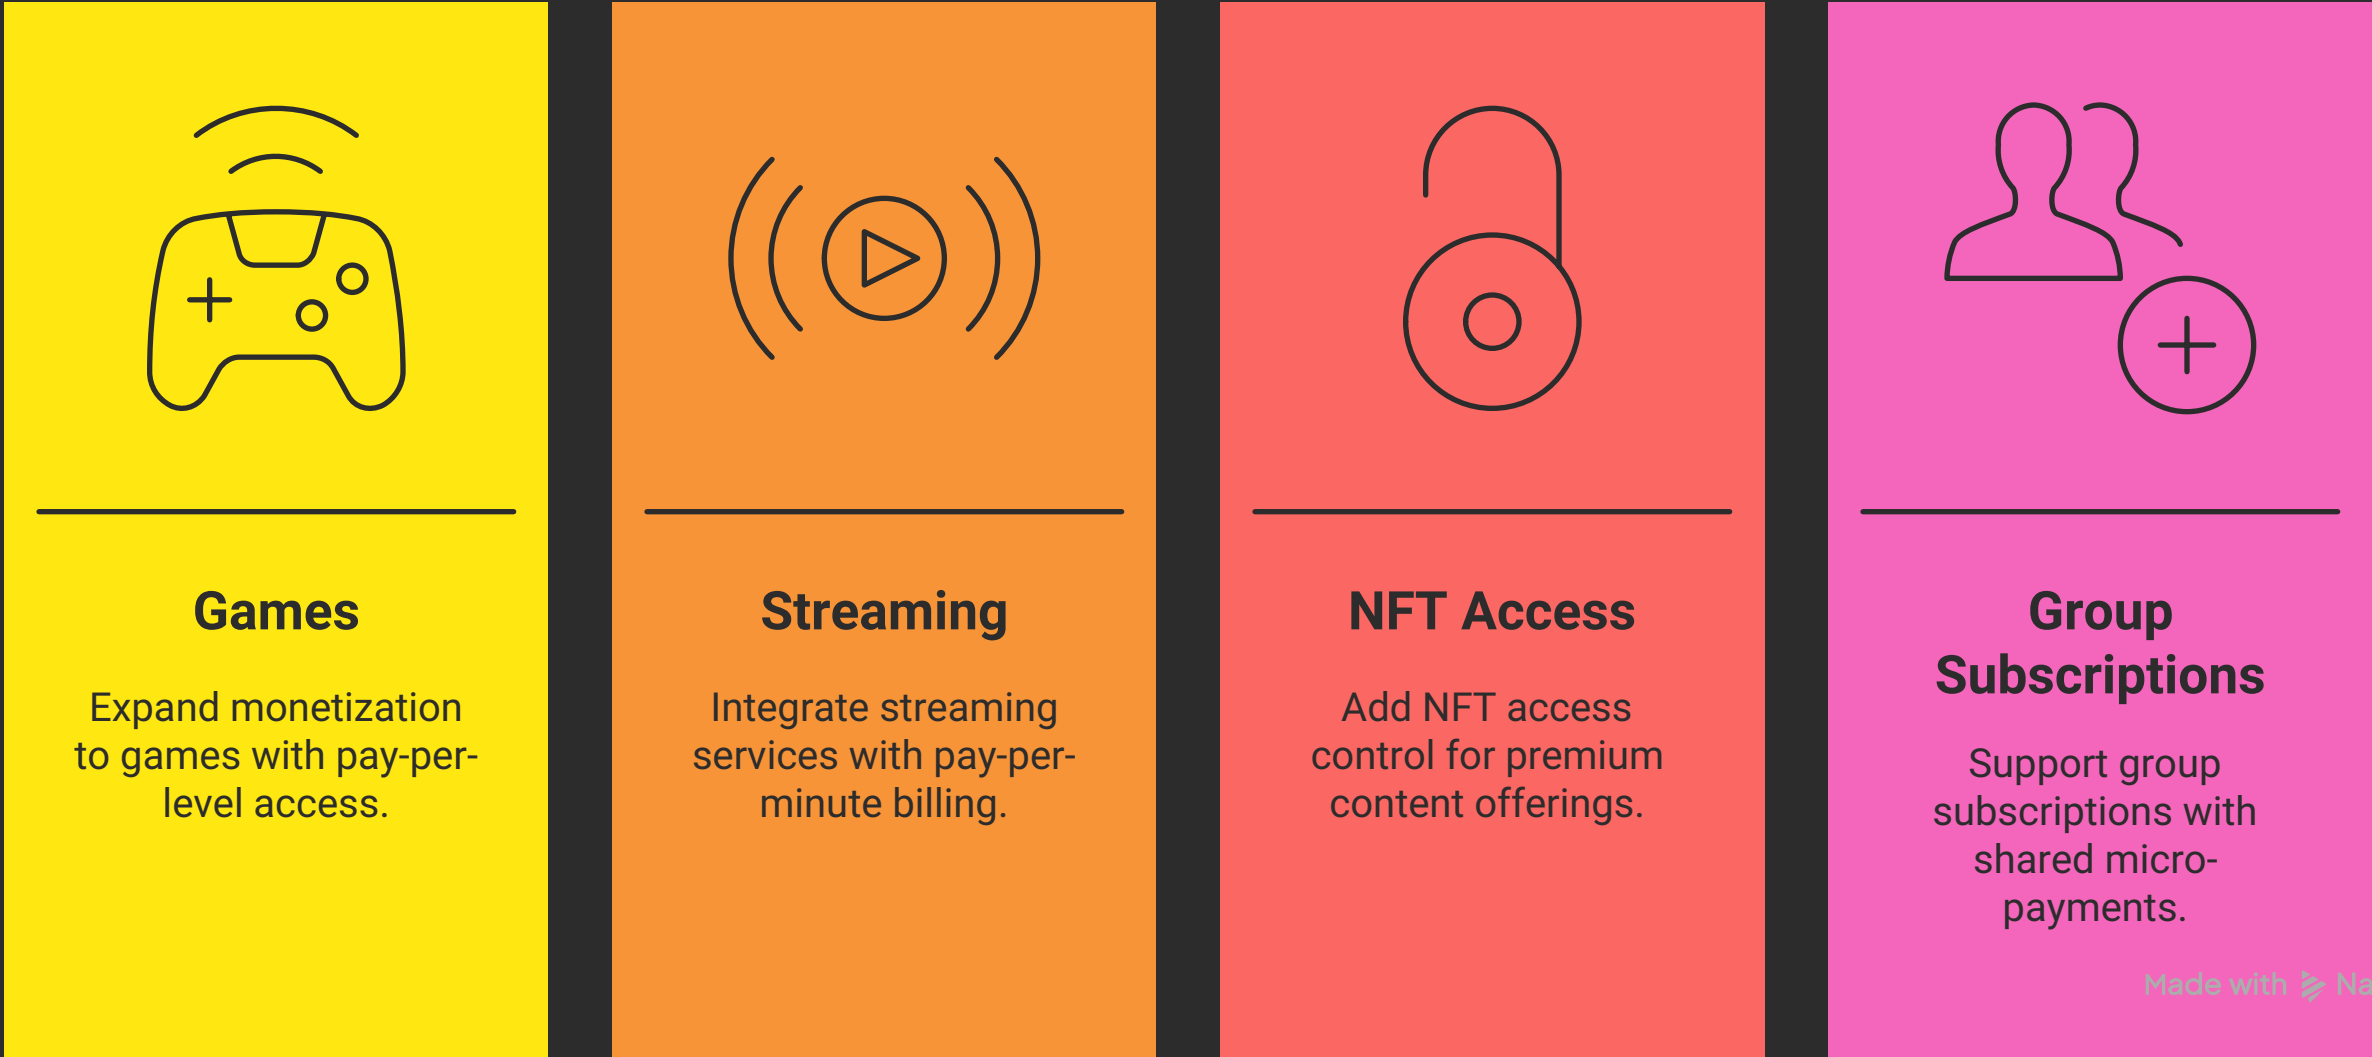 Games
Expand monetization
to games with pay-per-
level access.
Streaming
Integrate streaming
services with pay-per-
minute billing.
NFT Access
Add NFT access
control for premium
content offerings.
Group
Subscriptions
Support group
subscriptions with
shared micro-
payments.
Made with Na